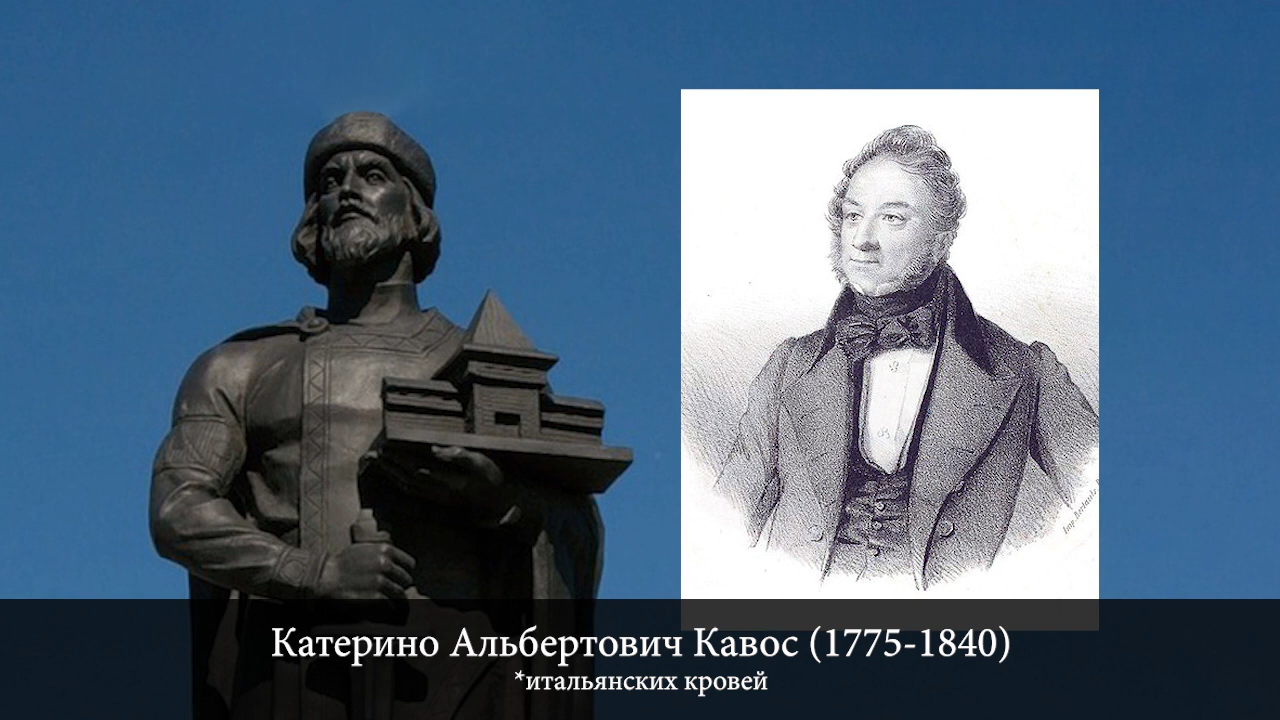 Катерино Альбертович Кавос (1775-1840)
*итальянских кровей